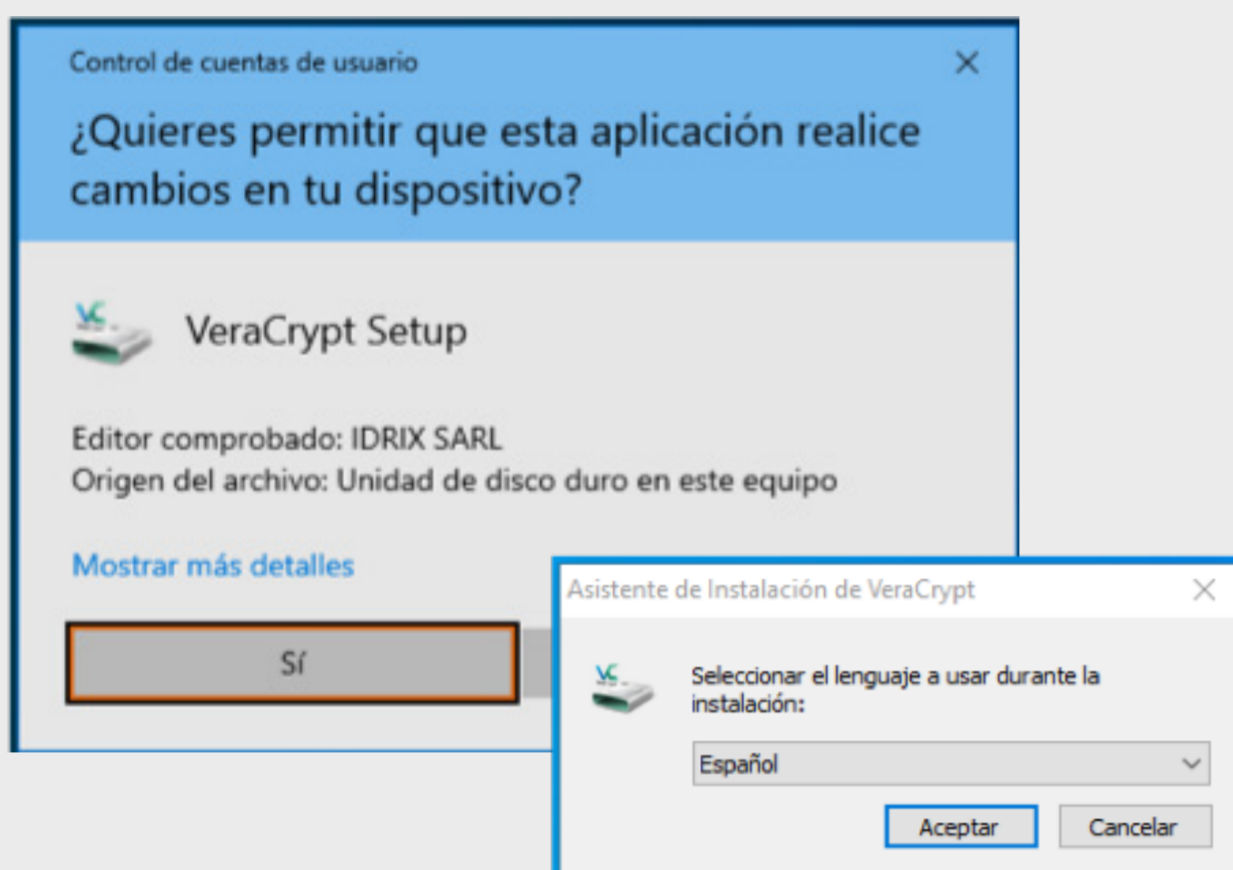 Control de cuentas de usuario
¿Quieres permitir que esta aplicación realice
cambios en tu dispositivo?
VC
VeraCrypt Setup
Editor comprobado: IDRIX SARL
Origen del archivo: Unidad de disco duro en este equipo
Mostrar más detalles
Sí
Asistente de Instalación de VeraCrypt
VC
Seleccionar el lenguaje a usar durante la
instalación:
Español
Aceptar
Cancelar